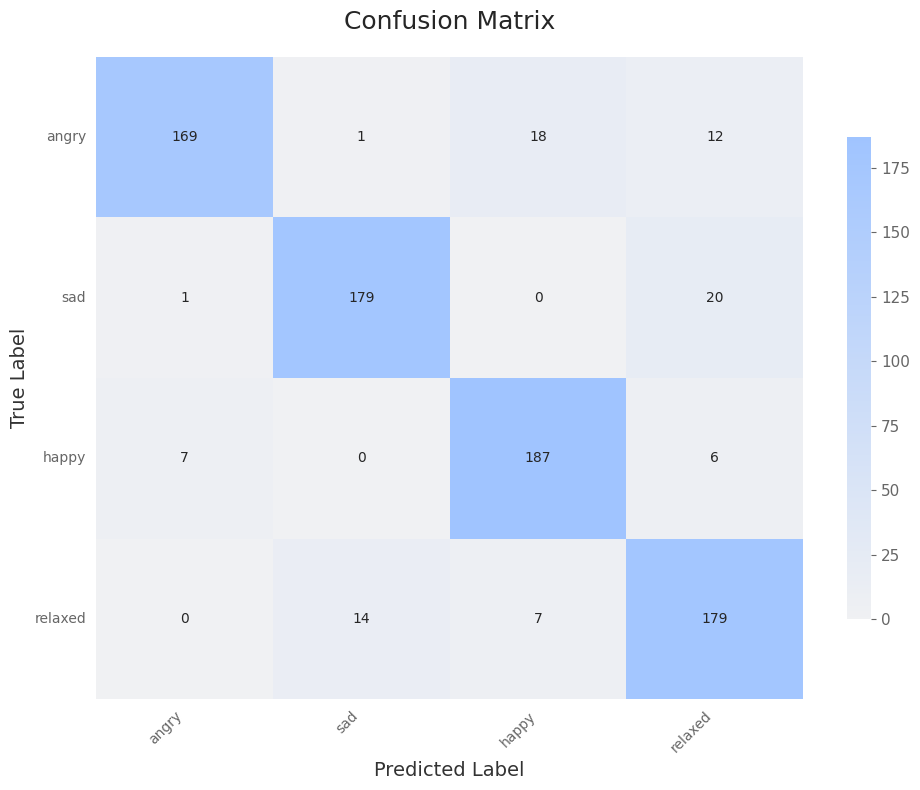 Confusion Matrix
True Label
angry 169 1 18 12
sad 1 179 0 20
happy 7 0 187 6
relaxed 0 14 7 179
angry sad happy relaxed
Predicted Label
175
150
125
100
75
50
25
0